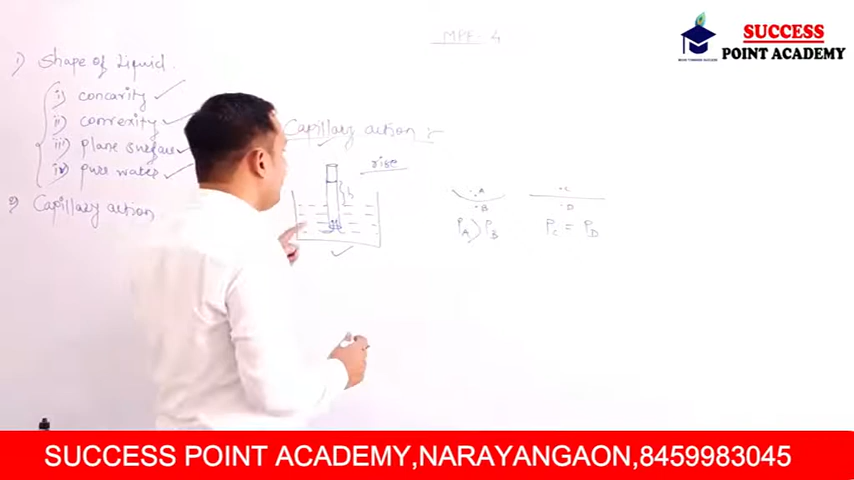 MPF - 4
SUCCESS
POINT ACADEMY
1) Shape of Liquid.
i) concavity
ii) convexity
iii) plane surface
iv) pure water
2) Capillary action
Capillary action :-
rise
h
.A
.B
PA > PB
.C
.D
PC = PD
SUCCESS POINT ACADEMY,NARAYANGAON,8459983045